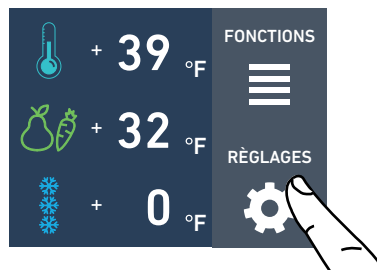 + 39 °F
+ 32 °F
+ 0 °F
FONCTIONS
RÈGLAGES